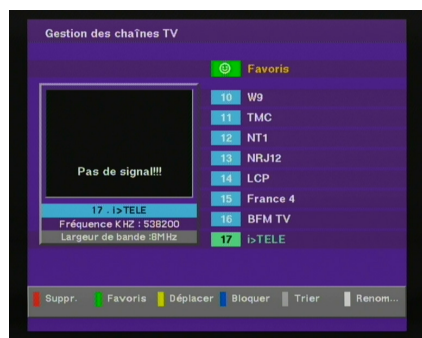 Gestion des chaînes TV
☺ Favoris
10 W9
11 TMC
12 NT1
13 NRJ12
14 LCP
15 France 4
16 BFM TV
17 i>TELE
Pas de signal!!!
17 . i>TELE
Fréquence KHZ : 538200
Largeur de bande :8MHz
Suppr. Favoris Déplacer Bloquer Trier Renom...